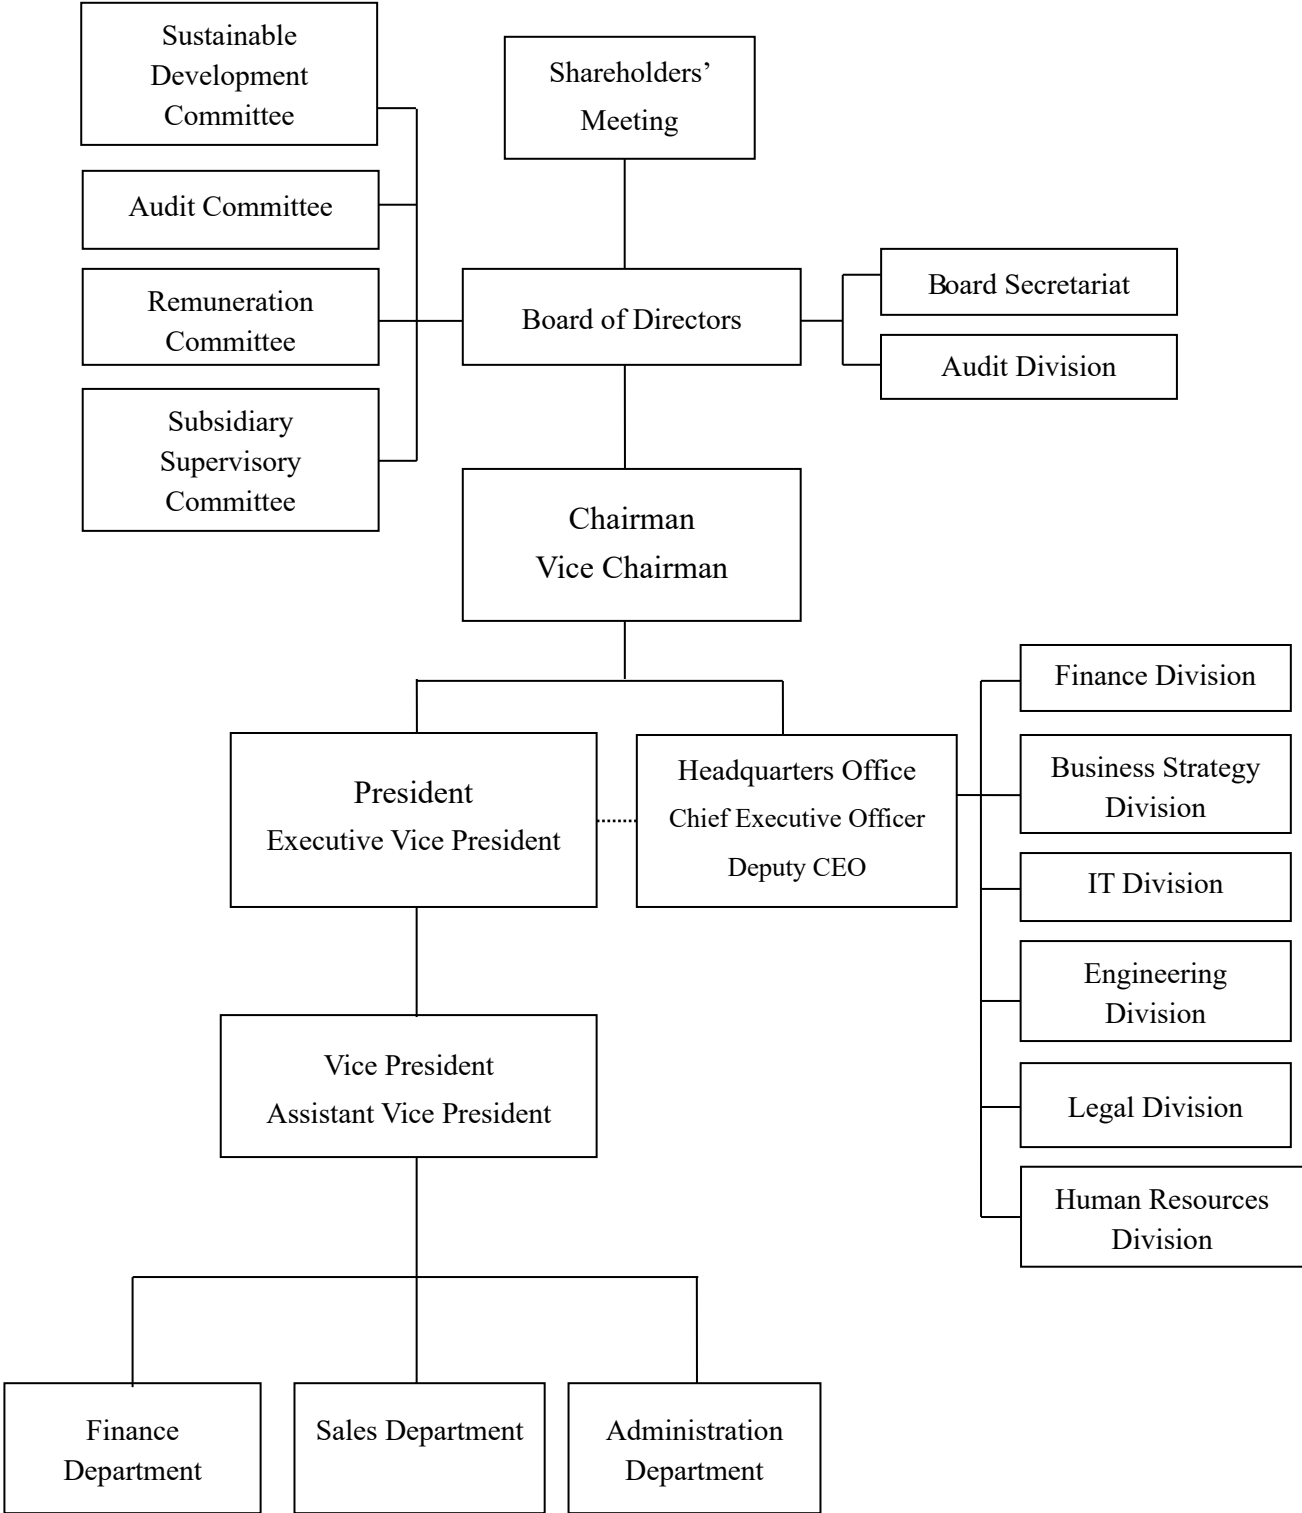 Sustainable
Development
Committee
Shareholders’
Meeting
Audit Committee
Remuneration
Committee
Board of Directors
Board Secretariat
Audit Division
Subsidiary
Supervisory
Committee
Chairman
Vice Chairman
President
Executive Vice President
Headquarters Office
Chief Executive Officer
Deputy CEO
Finance Division
Business Strategy
Division
IT Division
Engineering
Division
Legal Division
Human Resources
Division
Vice President
Assistant Vice President
Finance
Department
Sales Department
Administration
Department